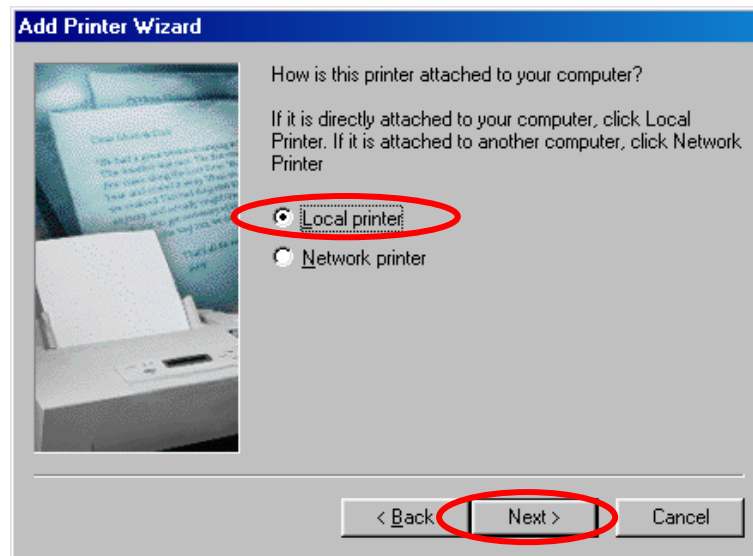 Add Printer Wizard
How is this printer attached to your computer?
If it is directly attached to your computer, click Local
Printer. If it is attached to another computer, click Network
Printer
Local printer
Network printer
< Back
Next >
Cancel